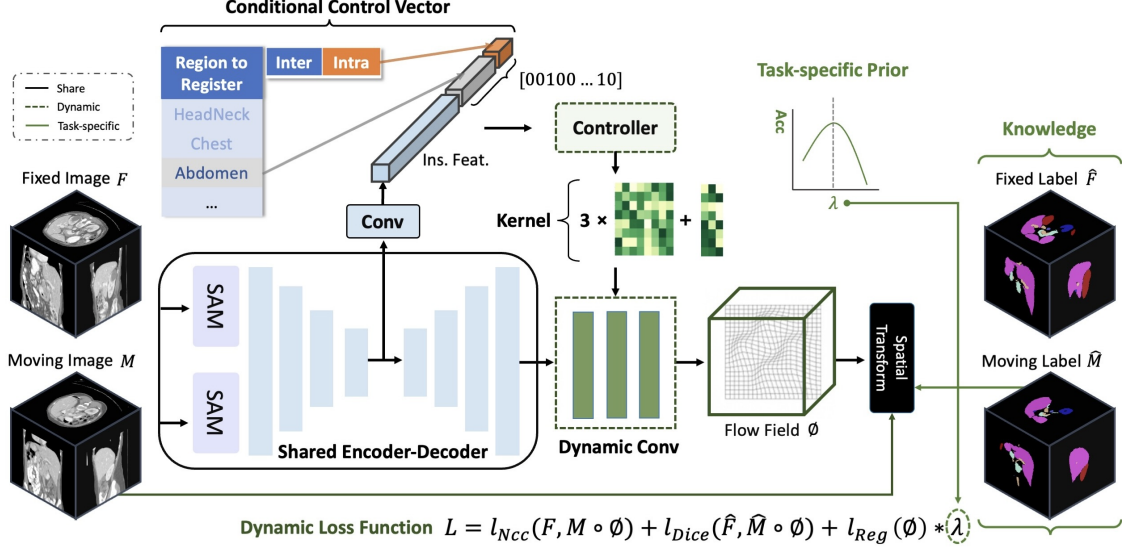 Conditional Control Vector
Region to
Register
Inter
Intra
HeadNeck
Chest
Abdomen
...
[00100 ... 10]
Ins. Feat.
Share
Dynamic
Task-specific
Controller
Kernel
3 ×
+
Conv
Task-specific Prior
Acc
λ
Knowledge
Fixed Label F̂
Moving Label M̂
Fixed Image F
Moving Image M
SAM
SAM
Shared Encoder-Decoder
Dynamic Conv
Flow Field ∅
Spatial
Transform
Dynamic Loss Function L = l_Ncc(F, M ∘ ∅) + l_Dice(F̂, M̂ ∘ ∅) + l_Reg (∅) * λ